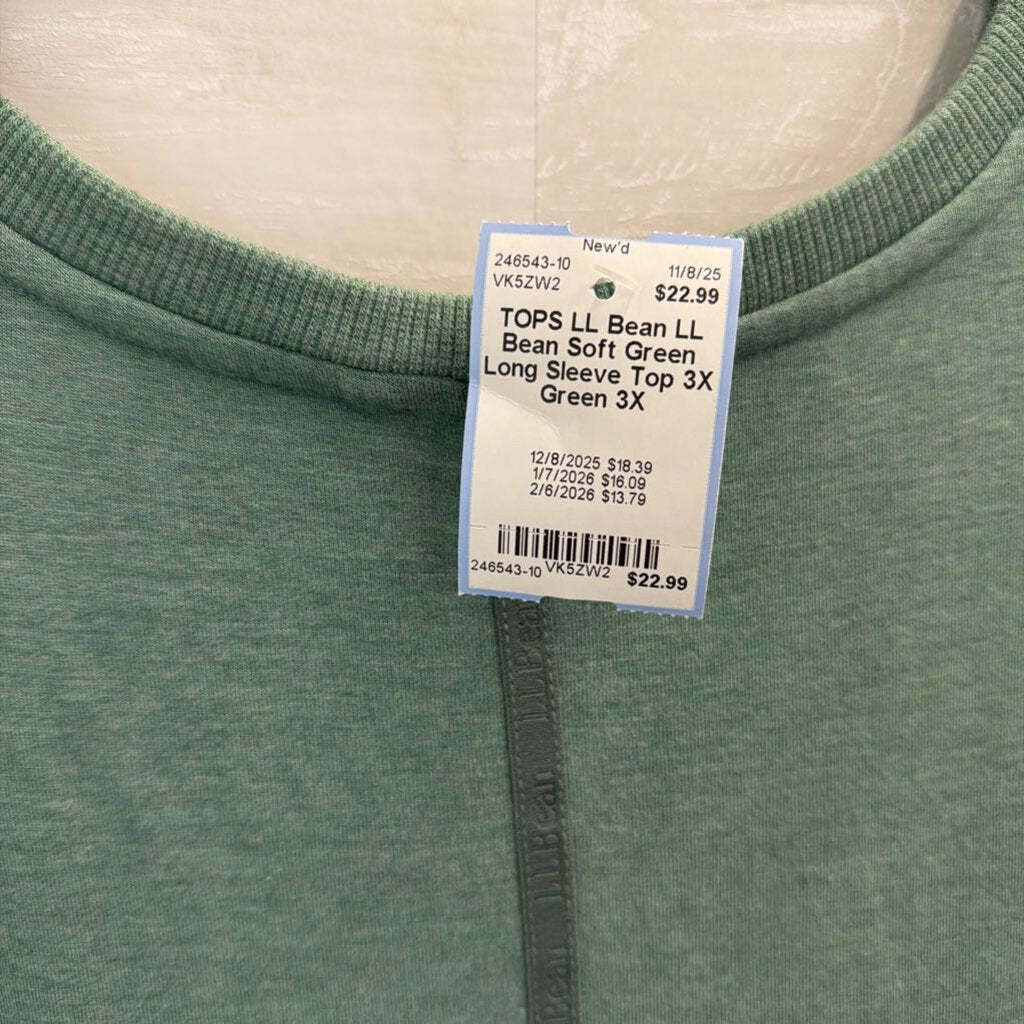 New'd
246543-10
11/8/25
VK5ZW2
$22.99
TOPS LL Bean LL
Bean Soft Green
Long Sleeve Top 3X
Green 3X
12/8/2025 $18.39
1/7/2026 $16.09
2/6/2026 $13.79
246543-10 VK5ZW2 $22.99
LLBean
LLBean
Bean